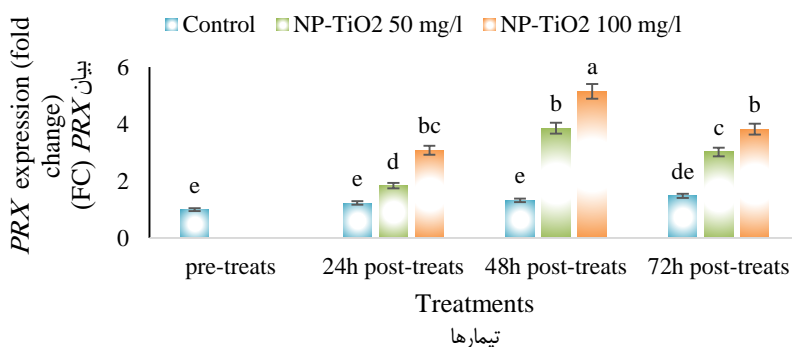 Control NP-TiO2 50 mg/l NP-TiO2 100 mg/l
PRX expression (fold
change)
بیان PRX (FC)
6
4
2
0
e
e
d
bc
e
b
a
de
c
b
pre-treats 24h post-treats 48h post-treats 72h post-treats
Treatments
تیمارها